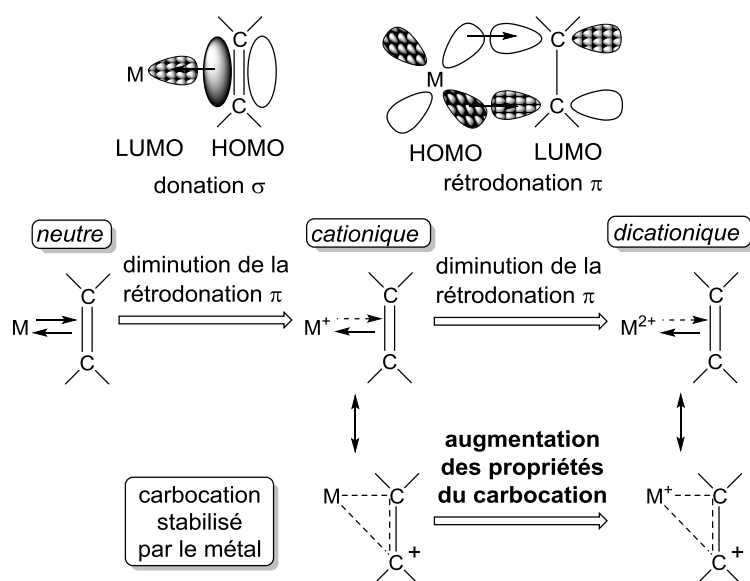 M
C
C
LUMO HOMO
donation σ
M
C
C
HOMO LUMO
rétrodonation π
neutre
cationique
dicationique
diminution de la
rétrodonation π
diminution de la
rétrodonation π
M
C
C
M+
C
C
M2+
C
C
carbocation
stabilisé
par le métal
M
C
C+
augmentation
des propriétés
du carbocation
M+
C
C+